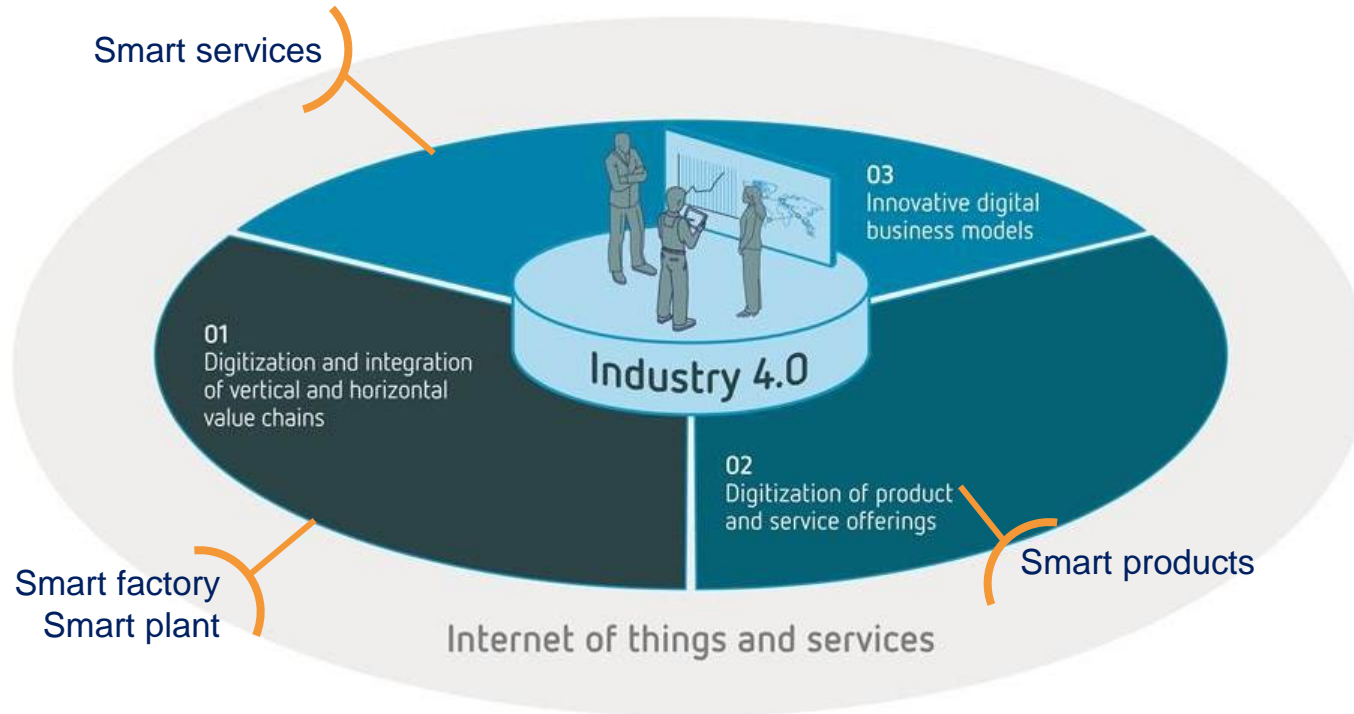 Smart services
03
Innovative digital
business models
01
Digitization and integration
of vertical and horizontal
value chains
Industry 4.0
02
Digitization of product
and service offerings
Smart products
Smart factory
Smart plant
Internet of things and services